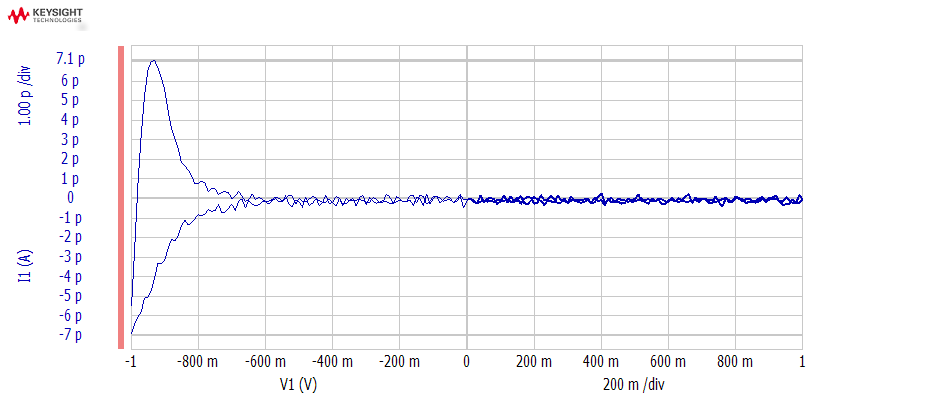 KEYSIGHT
TECHNOLOGIES
1.00 p /div
I1 (A)
7.1 p
6 p
5 p
4 p
3 p
2 p
1 p
0
-1 p
-2 p
-3 p
-4 p
-5 p
-6 p
-7 p
-1 -800 m -600 m -400 m -200 m 0 200 m 400 m 600 m 800 m 1
V1 (V) 200 m /div